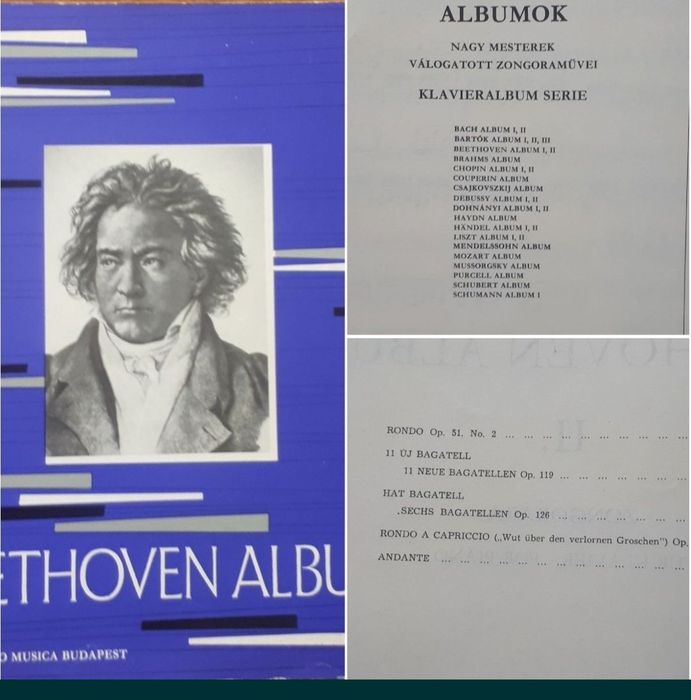 ETHOVEN ALBU
O MUSICA BUDAPEST
ALBUMOK
NAGY MESTEREK
VÁLOGATOTT ZONGORAMŰVEI
KLAVIERALBUM SERIE
BACH ALBUM I, II
BARTÓK ALBUM I, II, III
BEETHOVEN ALBUM I, II
BRAHMS ALBUM
CHOPIN ALBUM I, II
COUPERIN ALBUM
CSAJKOVSZKIJ ALBUM
DEBUSSY ALBUM I, II
DOHNÁNYI ALBUM I, II
HAYDN ALBUM
HÄNDEL ALBUM I, II
LISZT ALBUM I, II
MENDELSSOHN ALBUM
MOZART ALBUM
MUSSORGSKY ALBUM
PURCELL ALBUM
SCHUBERT ALBUM
SCHUMANN ALBUM I
HOVEN ALBU
II.
RONDO Op. 51. No. 2 ... ... ... ... ... ... ... ...
11 ÚJ BAGATELL
11 NEUE BAGATELLEN Op. 119 ... ... ... ... ... ...
HAT BAGATELL
SECHS BAGATELLEN Op. 126 ... ... ... ... ... ...
RONDO A CAPRICCIO („Wut über den verlornen Groschen") Op.
ANDANTE ... ... ... ... ... ... ... ... ... ...